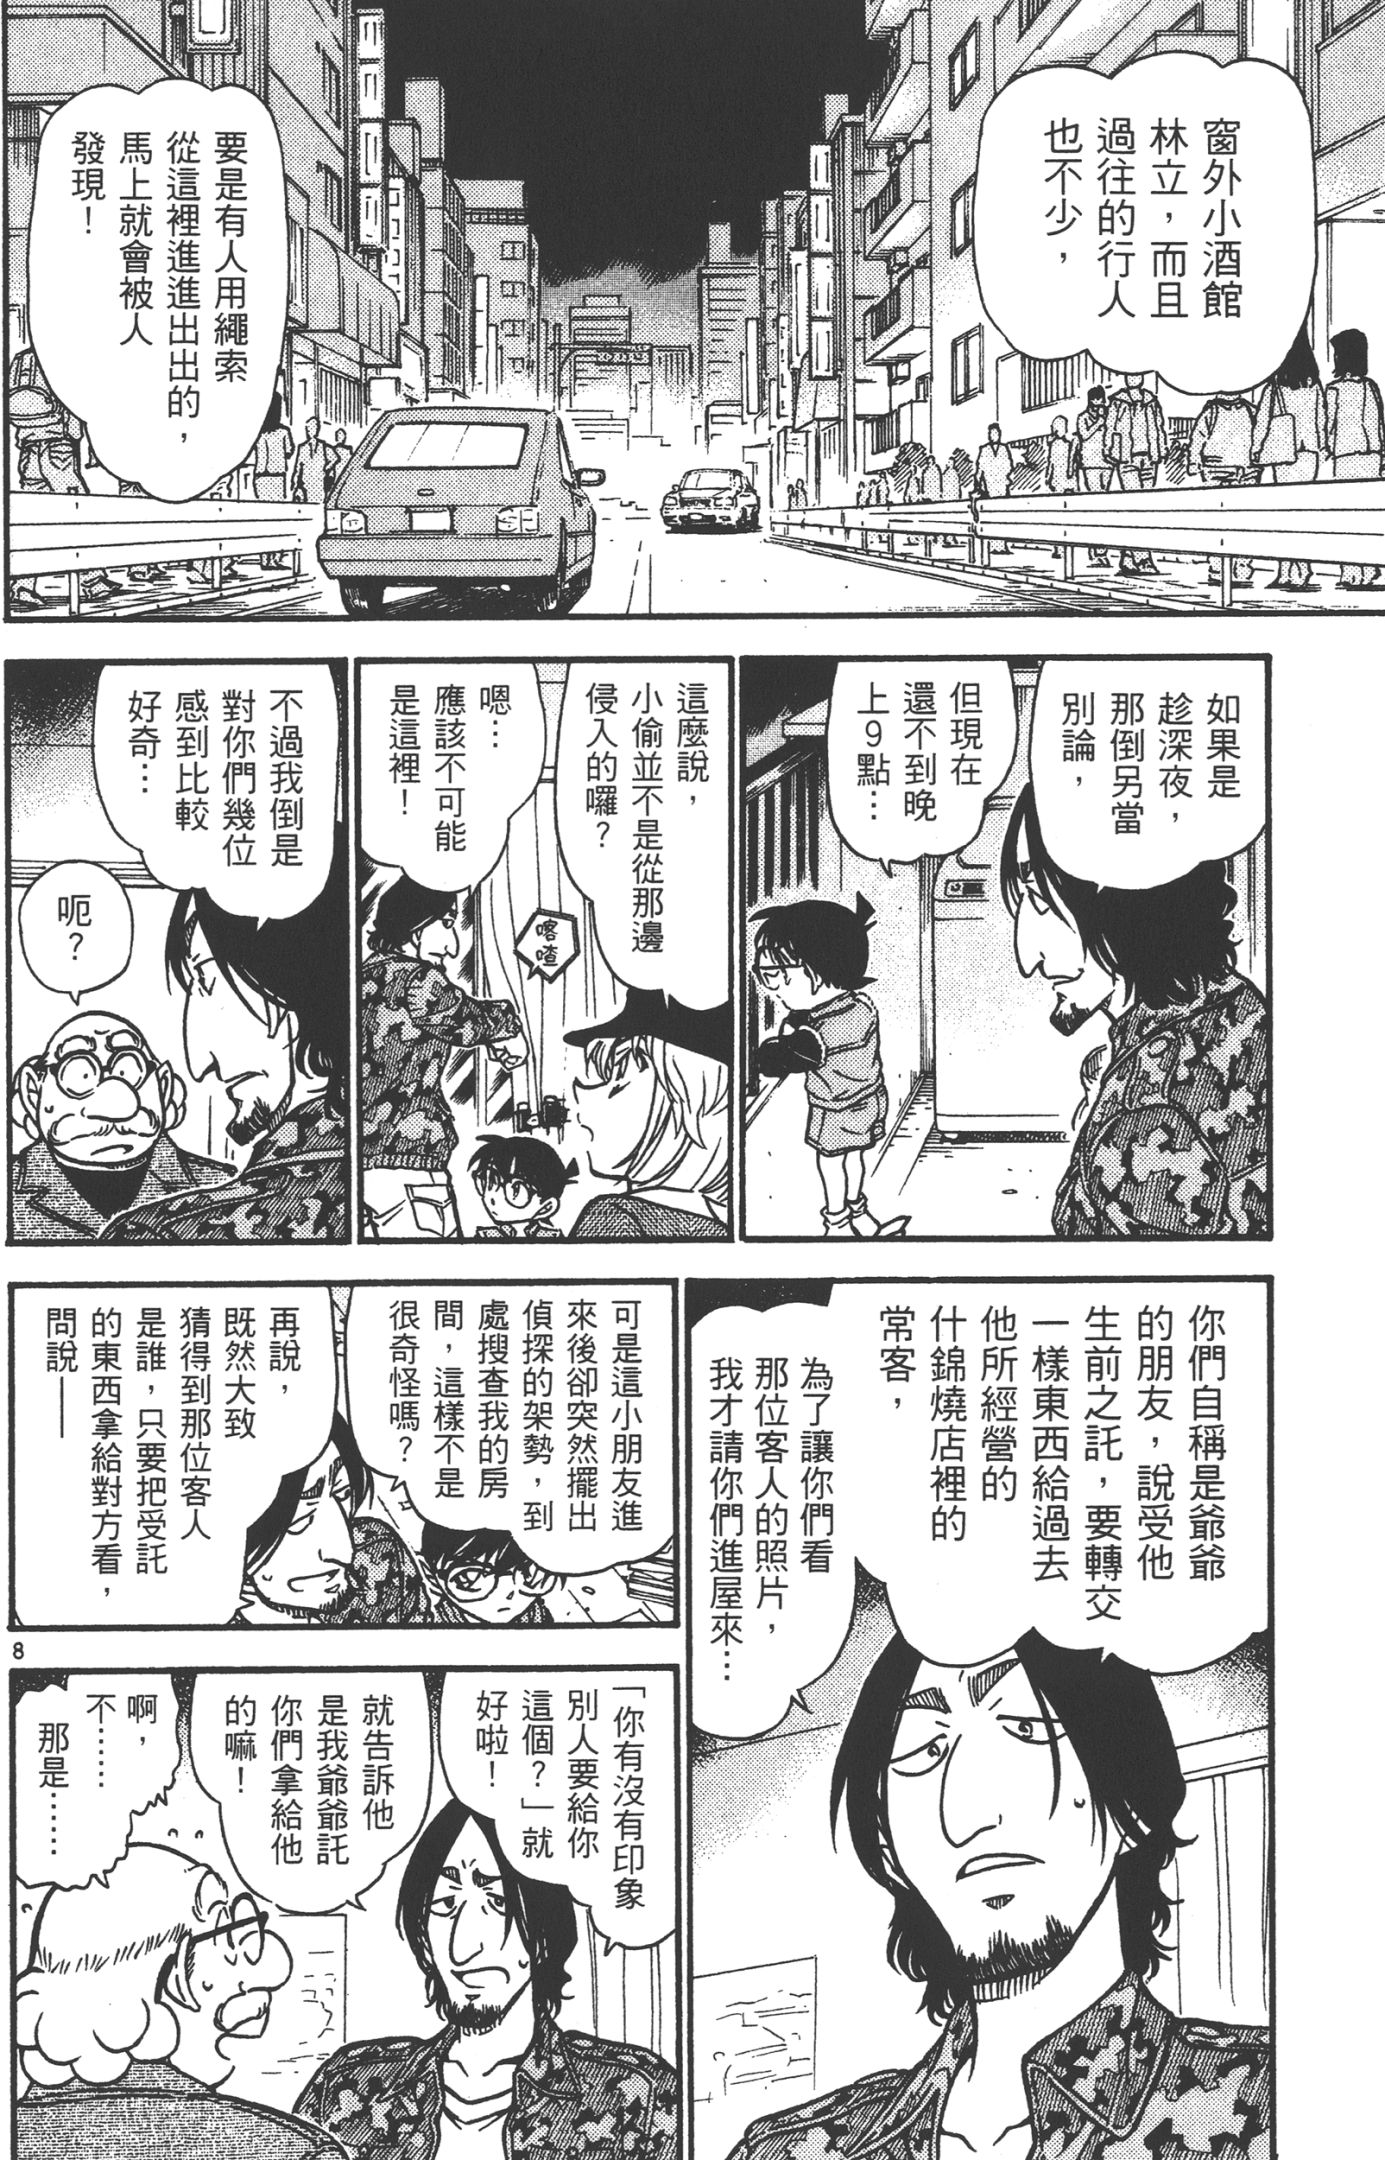 窗外小酒館
林立，而且
過往的行人
也不少，
要是有人用繩索
從這裡進進出出的，
馬上就會被人
發現！
如果是
趁深夜，
那倒另當
別論，
但現在
還不到晚
上9點…
這麼說，
小偷並不是從那邊
侵入的囉？
嗯…
應該不可能
是這裡！
喀喳
不過我倒是
對你們幾位
感到比較
好奇…
呃？
你們自稱是爺爺
的朋友，說受他
生前之託，要轉交
一樣東西給過去
他所經營的
什錦燒店裡的
常客，
為了讓你們看
那位客人的照片，
我才請你們進屋來…
可是這小朋友進
來後卻突然擺出
偵探的架勢，到
處搜查我的房
間，這樣不是
很奇怪嗎？
再說，
既然大致
猜得到那位客人
是誰，只要把受託
的東西拿給對方看，
問說——
「你有沒有印象
別人要給你
這個？」就
好啦！
就告訴他
是我爺爺託
你們拿給他
的嘛！
啊，
不……
那是……
8